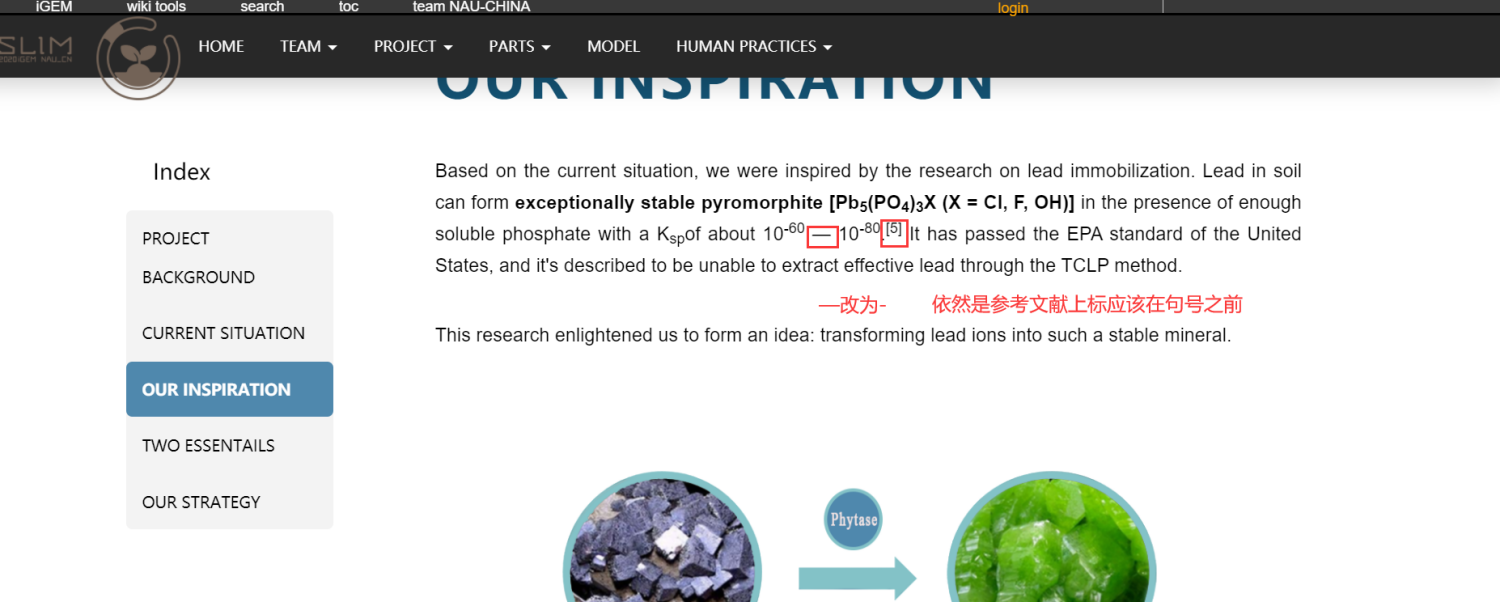 iGEM wiki tools search toc team NAU-CHINA login
SLIM
2020iGEM NAU_CN
HOME TEAM PROJECT PARTS MODEL HUMAN PRACTICES
OUR INSPIRATION
Index
PROJECT
BACKGROUND
CURRENT SITUATION
OUR INSPIRATION
TWO ESSENTAILS
OUR STRATEGY
Based on the current situation, we were inspired by the research on lead immobilization. Lead in soil
can form exceptionally stable pyromorphite [Pb₅(PO₄)₃X (X = Cl, F, OH)] in the presence of enough
soluble phosphate with a Kspof about 10⁻⁶⁰—10⁻⁸⁰.[5] It has passed the EPA standard of the United
States, and it's described to be unable to extract effective lead through the TCLP method.
—改为- 依然是参考文献上标应该在句号之前
This research enlightened us to form an idea: transforming lead ions into such a stable mineral.
Phytase